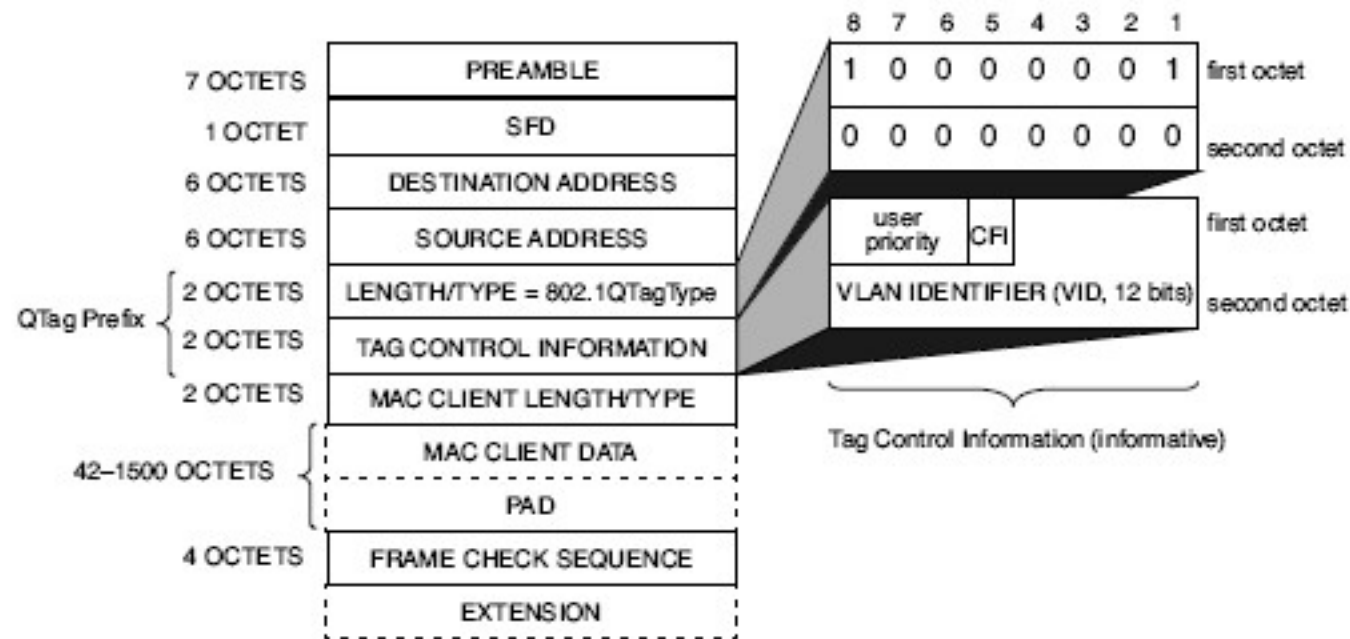 8 7 6 5 4 3 2 1
7 OCTETS PREAMBLE 1 0 0 0 0 0 0 1 first octet
1 OCTET SFD 0 0 0 0 0 0 0 0 second octet
6 OCTETS DESTINATION ADDRESS
6 OCTETS SOURCE ADDRESS user priority CFI first octet
QTag Prefix
2 OCTETS LENGTH/TYPE = 802.1QTagType VLAN IDENTIFIER (VID, 12 bits) second octet
2 OCTETS TAG CONTROL INFORMATION
2 OCTETS MAC CLIENT LENGTH/TYPE
Tag Control Information (informative)
42–1500 OCTETS MAC CLIENT DATA
PAD
4 OCTETS FRAME CHECK SEQUENCE
EXTENSION